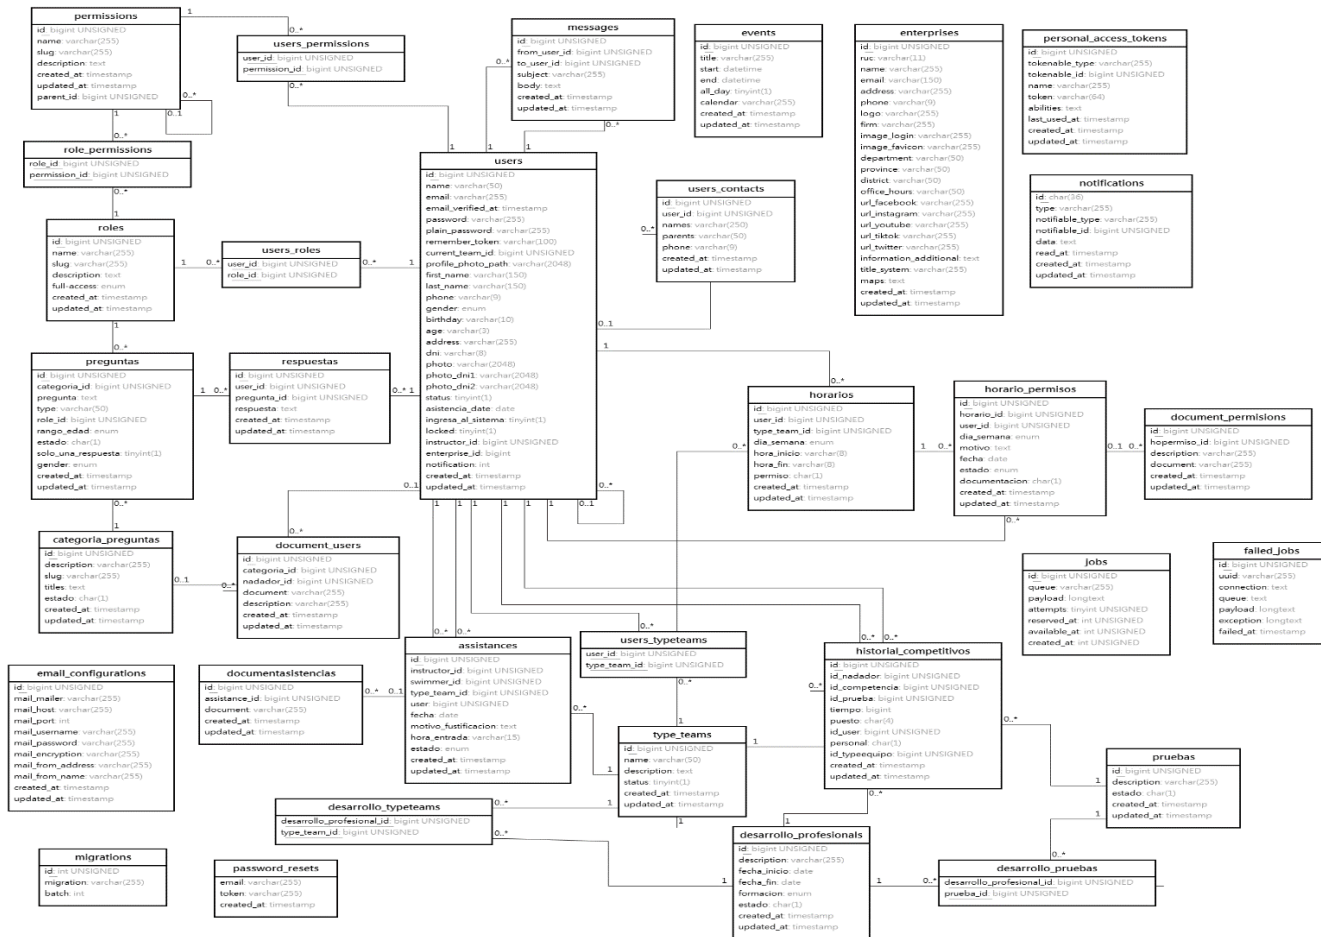 permissions
id: bigint UNSIGNED
name: varchar(255)
slug: varchar(255)
description: text
created_at: timestamp
updated_at: timestamp
parent_id: bigint UNSIGNED
users_permissions
user_id: bigint UNSIGNED
permission_id: bigint UNSIGNED
messages
id: bigint UNSIGNED
from_user_id: bigint UNSIGNED
to_user_id: bigint UNSIGNED
subject: varchar(255)
body: text
created_at: timestamp
updated_at: timestamp
events
id: bigint UNSIGNED
title: varchar(255)
start: datetime
end: datetime
all_day: tinyint(1)
calendar: varchar(255)
created_at: timestamp
updated_at: timestamp
enterprises
id: bigint UNSIGNED
ruc: varchar(11)
name: varchar(255)
email: varchar(150)
address: varchar(255)
phone: varchar(9)
logo: varchar(255)
firm: varchar(255)
image_login: varchar(255)
image_favicon: varchar(255)
department: varchar(50)
province: varchar(50)
district: varchar(50)
office_hours: varchar(50)
url_facebook: varchar(255)
url_instagram: varchar(255)
url_youtube: varchar(255)
url_tiktok: varchar(255)
url_twitter: varchar(255)
information_additional: text
title_system: varchar(255)
maps: text
created_at: timestamp
updated_at: timestamp
personal_access_tokens
id: bigint UNSIGNED
tokenable_type: varchar(255)
tokenable_id: bigint UNSIGNED
name: varchar(255)
token: varchar(64)
abilities: text
last_used_at: timestamp
created_at: timestamp
updated_at: timestamp
role_permissions
role_id: bigint UNSIGNED
permission_id: bigint UNSIGNED
users
id: bigint UNSIGNED
name: varchar(50)
email: varchar(255)
email_verified_at: timestamp
password: varchar(255)
plain_password: varchar(255)
remember_token: varchar(100)
current_team_id: bigint UNSIGNED
profile_photo_path: varchar(2048)
first_name: varchar(150)
last_name: varchar(150)
phone: varchar(9)
gender: enum
birthday: varchar(10)
age: varchar(3)
address: varchar(255)
dni: varchar(8)
photo: varchar(2048)
photo_dni1: varchar(2048)
photo_dni2: varchar(2048)
status: tinyint(1)
asistencia_date: date
ingresa_al_sistema: tinyint(1)
locked: tinyint(1)
instructor_id: bigint UNSIGNED
enterprise_id: bigint
notification: int
created_at: timestamp
updated_at: timestamp
users_contacts
id: bigint UNSIGNED
user_id: bigint UNSIGNED
names: varchar(250)
parents: varchar(50)
phone: varchar(9)
created_at: timestamp
updated_at: timestamp
notifications
id: char(36)
type: varchar(255)
notifiable_type: varchar(255)
notifiable_id: bigint UNSIGNED
data: text
read_at: timestamp
created_at: timestamp
updated_at: timestamp
roles
id: bigint UNSIGNED
name: varchar(255)
slug: varchar(255)
description: text
full-access: enum
created_at: timestamp
updated_at: timestamp
users_roles
user_id: bigint UNSIGNED
role_id: bigint UNSIGNED
preguntas
id: bigint UNSIGNED
categoria_id: bigint UNSIGNED
pregunta: text
type: varchar(50)
role_id: bigint UNSIGNED
rango_edad: enum
estado: char(1)
solo_una_respuesta: tinyint(1)
gender: enum
updated_at: timestamp
respuestas
id: bigint UNSIGNED
user_id: bigint UNSIGNED
pregunta_id: bigint UNSIGNED
respuesta: text
created_at: timestamp
updated_at: timestamp
horarios
id: bigint UNSIGNED
user_id: bigint UNSIGNED
type_team_id: bigint UNSIGNED
dia_semana: enum
hora_inicio: varchar(8)
hora_fin: varchar(8)
permiso: char(1)
created_at: timestamp
updated_at: timestamp
horario_permisos
id: bigint UNSIGNED
horario_id: bigint UNSIGNED
user_id: bigint UNSIGNED
dia_semana: enum
motivo: text
fecha: date
estado: enum
documentacion: char(1)
created_at: timestamp
updated_at: timestamp
document_permisions
id: bigint UNSIGNED
hopermiso_id: bigint UNSIGNED
description: varchar(255)
document: varchar(255)
created_at: timestamp
updated_at: timestamp
categoria_preguntas
id: bigint UNSIGNED
description: varchar(255)
slug: varchar(255)
titles: text
estado: char(1)
created_at: timestamp
updated_at: timestamp
document_users
id: bigint UNSIGNED
categoria_id: bigint UNSIGNED
nadador_id: bigint UNSIGNED
document: varchar(255)
description: varchar(255)
created_at: timestamp
updated_at: timestamp
jobs
id: bigint UNSIGNED
queue: varchar(255)
payload: longtext
attempts: tinyint UNSIGNED
reserved_at: int UNSIGNED
available_at: int UNSIGNED
created_at: int UNSIGNED
failed_jobs
id: bigint UNSIGNED
uuid: varchar(255)
connection: text
queue: text
payload: longtext
exception: longtext
failed_at: timestamp
email_configurations
id: bigint UNSIGNED
mail_mailer: varchar(255)
mail_host: varchar(255)
mail_port: int
mail_username: varchar(255)
mail_password: varchar(255)
mail_encryption: varchar(255)
mail_from_address: varchar(255)
mail_from_name: varchar(255)
created_at: timestamp
updated_at: timestamp
documentasistencias
id: bigint UNSIGNED
assistance_id: bigint UNSIGNED
document: varchar(255)
created_at: timestamp
updated_at: timestamp
assistances
id: bigint UNSIGNED
instructor_id: bigint UNSIGNED
swimmer_id: bigint UNSIGNED
type_team_id: bigint UNSIGNED
user: bigint UNSIGNED
fecha: date
motivo_fustificacion: text
hora_entrada: varchar(15)
estado: enum
created_at: timestamp
updated_at: timestamp
users_typeteams
user_id: bigint UNSIGNED
type_team_id: bigint UNSIGNED
historial_competitivos
id: bigint UNSIGNED
id_nadador: bigint UNSIGNED
id_competencia: bigint UNSIGNED
id_prueba: bigint UNSIGNED
tiempo: bigint
puesto: char(4)
id_user: bigint UNSIGNED
personal: char(1)
id_typeequipo: bigint UNSIGNED
created_at: timestamp
updated_at: timestamp
type_teams
id: bigint UNSIGNED
name: varchar(50)
description: text
status: tinyint(1)
created_at: timestamp
updated_at: timestamp
pruebas
id: bigint UNSIGNED
description: varchar(255)
estado: char(1)
created_at: timestamp
updated_at: timestamp
desarrollo_typeteams
desarrollo_profesional_id: bigint UNSIGNED
type_team_id: bigint UNSIGNED
desarrollo_profesionals
id: bigint UNSIGNED
description: varchar(255)
fecha_inicio: date
fecha_fin: date
formacion: enum
estado: char(1)
created_at: timestamp
updated_at: timestamp
desarrollo_pruebas
desarrollo_profesional_id: bigint UNSIGNED
prueba_id: bigint UNSIGNED
migrations
id: int UNSIGNED
migration: varchar(255)
batch: int
password_resets
email: varchar(255)
token: varchar(255)
created_at: timestamp